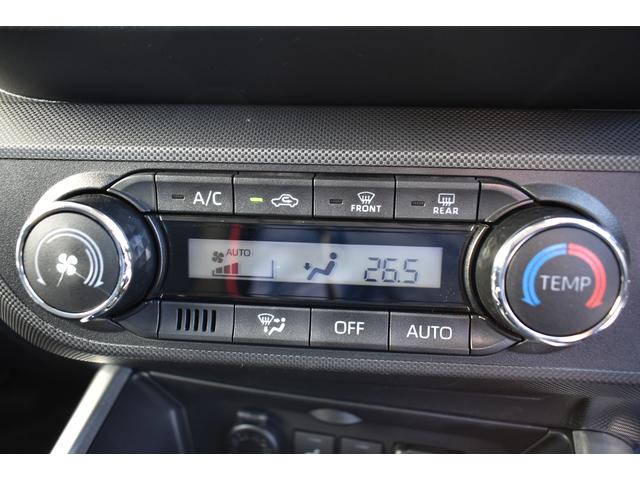 A/C
FRONT
REAR
AUTO
26.5
TEMP
OFF
AUTO